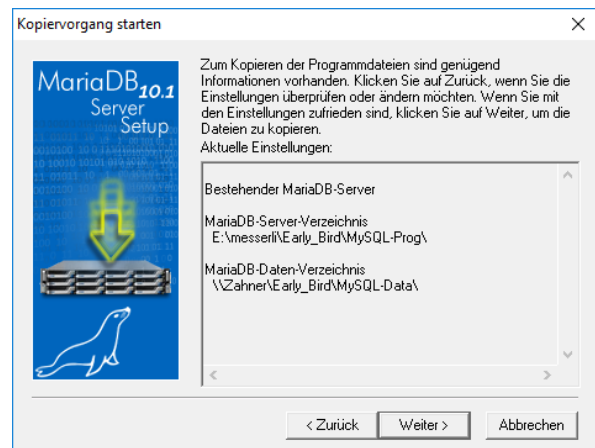 Kopiervorgang starten
MariaDB 10.1
Server
Setup
Zum Kopieren der Programmdateien sind genügend
Informationen vorhanden. Klicken Sie auf Zurück, wenn Sie die
Einstellungen überprüfen oder ändern möchten. Wenn Sie mit
den Einstellungen zufrieden sind, klicken Sie auf Weiter, um die
Dateien zu kopieren.
Aktuelle Einstellungen:
Bestehender MariaDB-Server
MariaDB-Server-Verzeichnis
E:\messerli\Early_Bird\MySQL-Prog\
MariaDB-Daten-Verzeichnis
\\Zahner\Early_Bird\MySQL-Data\
< Zurück
Weiter >
Abbrechen